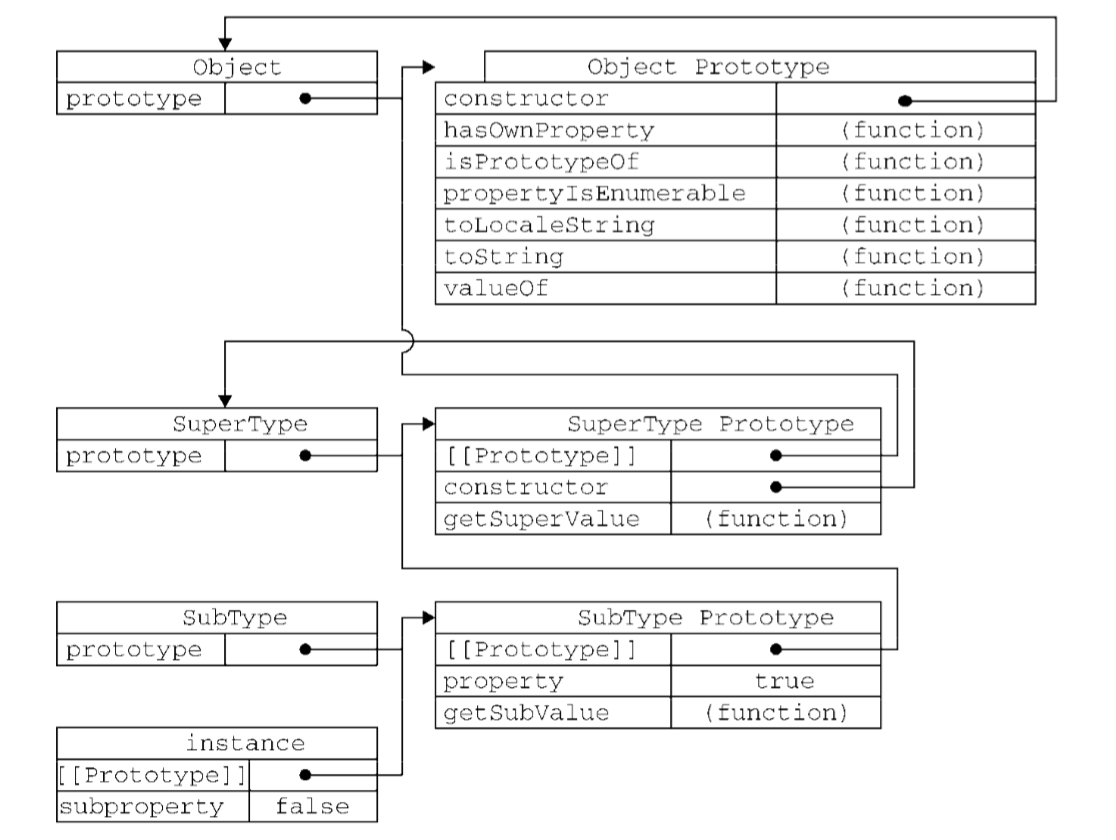 Object
prototype
Object Prototype
constructor
hasOwnProperty (function)
isPrototypeOf (function)
propertyIsEnumerable (function)
toLocaleString (function)
toString (function)
valueOf (function)
SuperType
prototype
SuperType Prototype
[[Prototype]]
constructor
getSuperValue (function)
SubType
prototype
SubType Prototype
[[Prototype]]
property true
getSubValue (function)
instance
[[Prototype]]
subproperty false